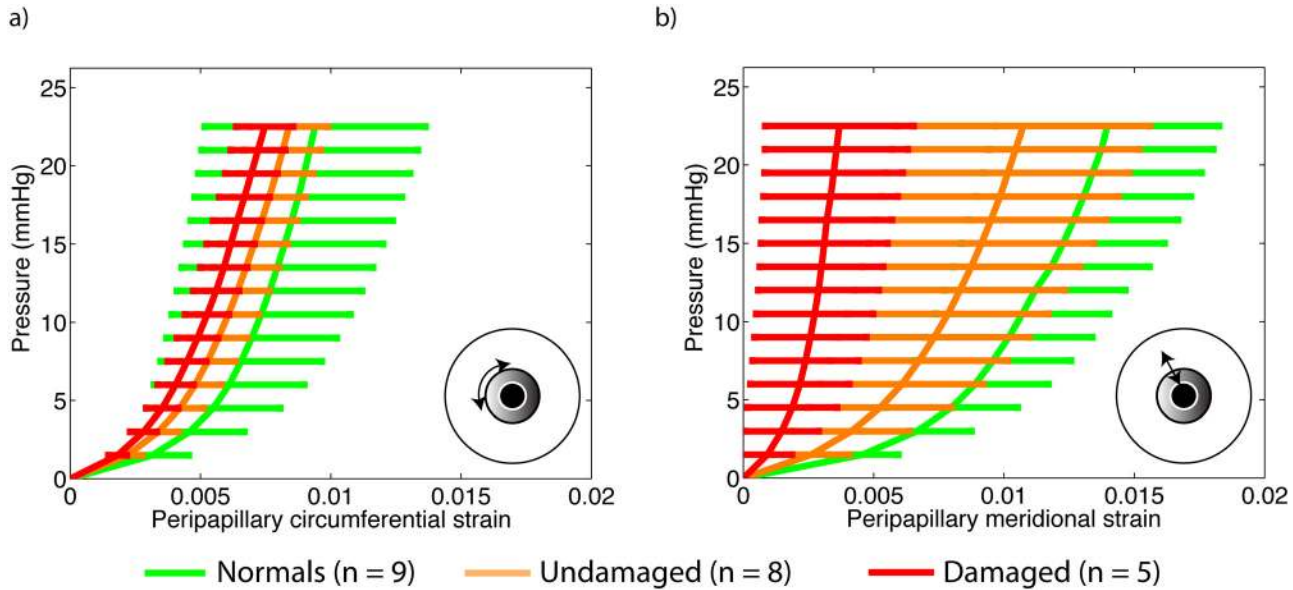 a)
25
20
15
10
5
0
Pressure (mmHg)
0
0.005
0.01
0.015
0.02
Peripapillary circumferential strain
b)
25
20
15
10
5
0
Pressure (mmHg)
0
0.005
0.01
0.015
0.02
Peripapillary meridional strain
Normals (n = 9)
Undamaged (n = 8)
Damaged (n = 5)